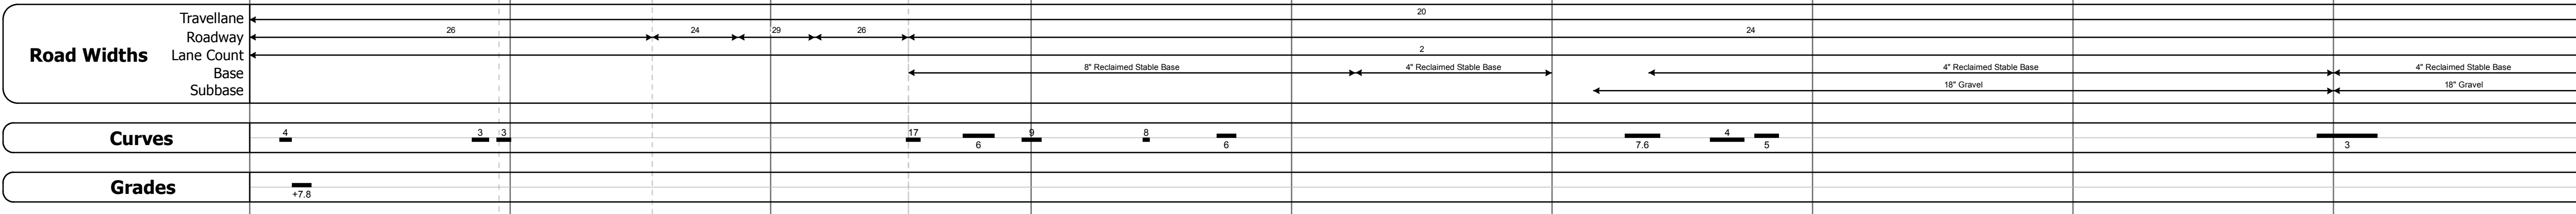 Road Widths
Travellane 20
Roadway 26 24 29 26 24
Lane Count 2
Base 8" Reclaimed Stable Base 4" Reclaimed Stable Base 4" Reclaimed Stable Base 4" Reclaimed Stable Base
Subbase 18" Gravel 18" Gravel
Curves
4 3 3 17 9 8 4
6 6 7.6 5 3
Grades
+7.8